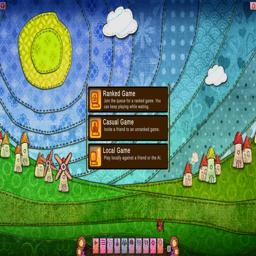 Ranked Game
Join the queue for a ranked game. You
can keep playing while waiting.
Casual Game
Invite a friend to an unranked game.
Local Game
Play locally against a friend or the AI.